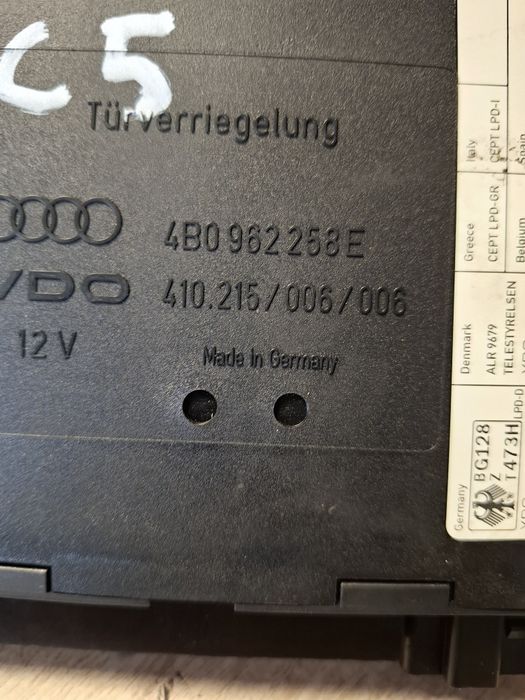 C5
Türverriegelung
4B0 962 258 E
VDO
410.215/006/006
12 V
Made In Germany
Italy
CEPT LPD-I
Spain
Greece
CEPT LPD-GR
Belgium
Denmark
ALR 9679
TELESTYRELSEN
Germany
BG128
Z
T473H
LPD-D